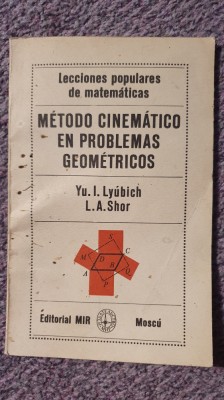 Lecciones populares
de matemáticas
MÉTODO CINEMÁTICO
EN PROBLEMAS
GEOMÉTRICOS
Yu. I. Lyúbich
L. A. Shor
Editorial MIR
Moscú